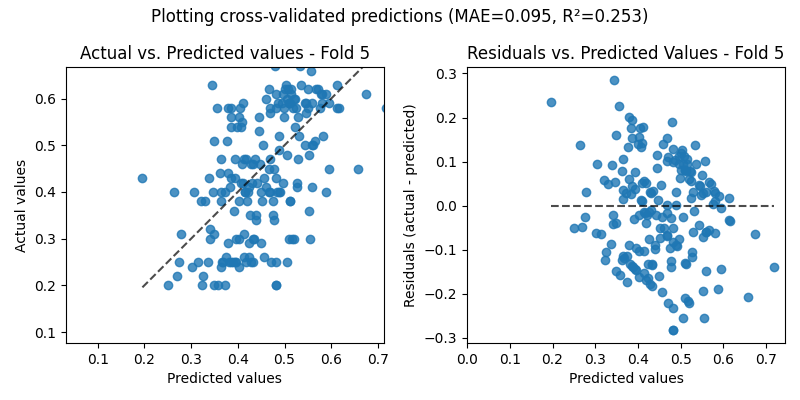 Plotting cross-validated predictions (MAE=0.095, R²=0.253)
Actual vs. Predicted values - Fold 5
Actual values
0.6
0.5
0.4
0.3
0.2
0.1
0.1 0.2 0.3 0.4 0.5 0.6 0.7
Predicted values
Residuals vs. Predicted Values - Fold 5
Residuals (actual - predicted)
0.3
0.2
0.1
0.0
−0.1
−0.2
−0.3
0.0 0.1 0.2 0.3 0.4 0.5 0.6 0.7
Predicted values